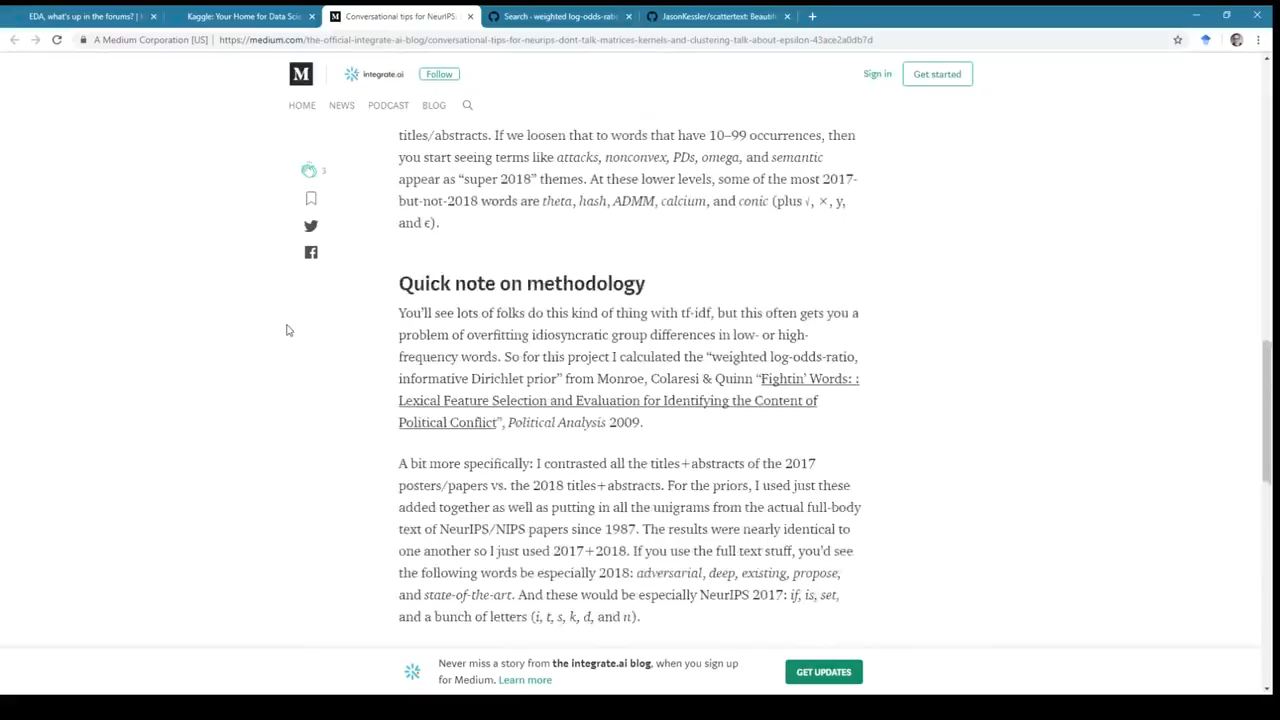 EDA, what's up in the forums? |
Kaggle: Your Home for Data Scie
Conversational tips for NeurIPS:
Search · weighted log-odds-ratio
JasonKessler/scattertext: Beautif
A Medium Corporation [US] | https://medium.com/the-official-integrate-ai-blog/conversational-tips-for-neurips-dont-talk-matrices-kernels-and-clustering-talk-about-epsilon-43ace2a0db7d
M
integrate.ai
Follow
Sign in
Get started
HOME NEWS PODCAST BLOG
titles/abstracts. If we loosen that to words that have 10–99 occurrences, then
you start seeing terms like attacks, nonconvex, PDs, omega, and semantic
appear as “super 2018” themes. At these lower levels, some of the most 2017-
but-not-2018 words are theta, hash, ADMM, calcium, and conic (plus √, ×, y,
and ϵ).
Quick note on methodology
You’ll see lots of folks do this kind of thing with tf-idf, but this often gets you a
problem of overfitting idiosyncratic group differences in low- or high-
frequency words. So for this project I calculated the “weighted log-odds-ratio,
informative Dirichlet prior” from Monroe, Colaresi & Quinn “Fightin’ Words: :
Lexical Feature Selection and Evaluation for Identifying the Content of
Political Conflict”, Political Analysis 2009.
A bit more specifically: I contrasted all the titles+abstracts of the 2017
posters/papers vs. the 2018 titles+abstracts. For the priors, I used just these
added together as well as putting in all the unigrams from the actual full-body
text of NeurIPS/NIPS papers since 1987. The results were nearly identical to
one another so I just used 2017+2018. If you use the full text stuff, you’d see
the following words be especially 2018: adversarial, deep, existing, propose,
and state-of-the-art. And these would be especially NeurIPS 2017: if, is, set,
and a bunch of letters (i, t, s, k, d, and n).
Never miss a story from the integrate.ai blog, when you sign up
for Medium. Learn more
GET UPDATES